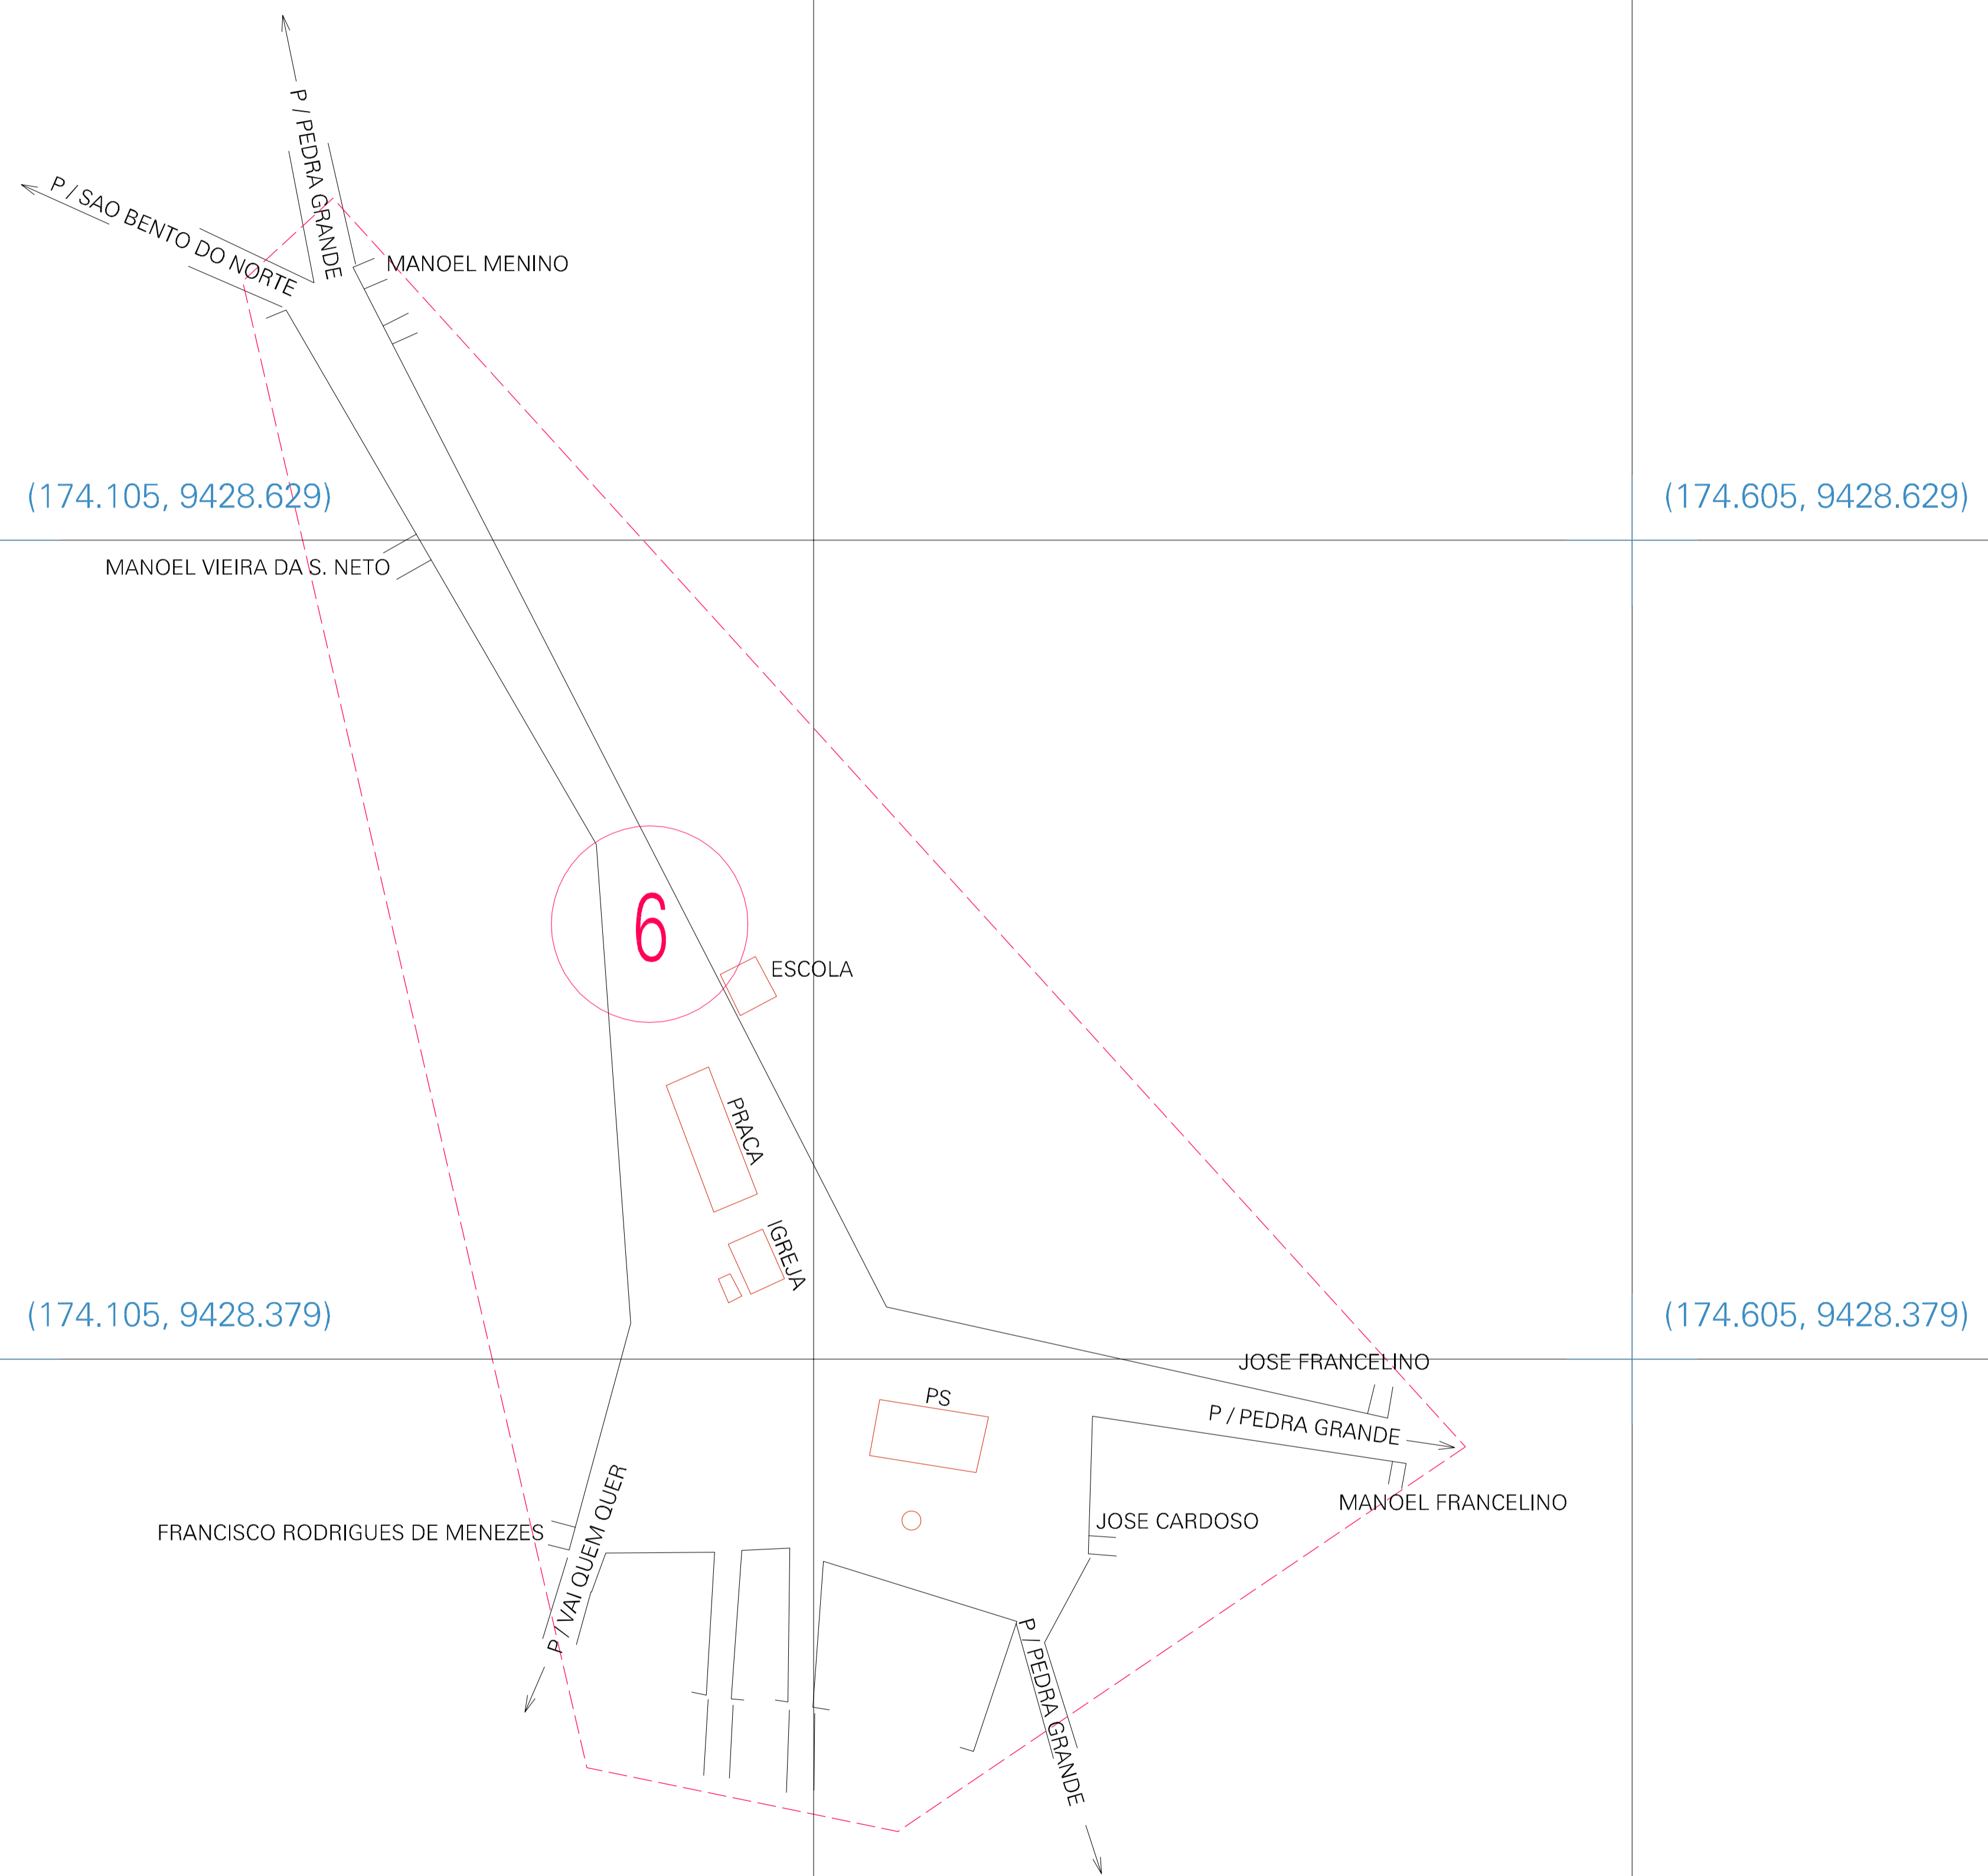 P / PEDRA GRANDE
P / SAO BENTO DO NORTE
MANOEL MENINO
(174.105, 9428.629)
(174.605, 9428.629)
MANOEL VIEIRA DA S. NETO
6
ESCOLA
PRACA
IGREJA
(174.105, 9428.379)
(174.605, 9428.379)
JOSE FRANCELINO
PS
P / PEDRA GRANDE
MANOEL FRANCELINO
JOSE CARDOSO
FRANCISCO RODRIGUES DE MENEZES
P / VAI QUEM QUER
P / PEDRA GRANDE